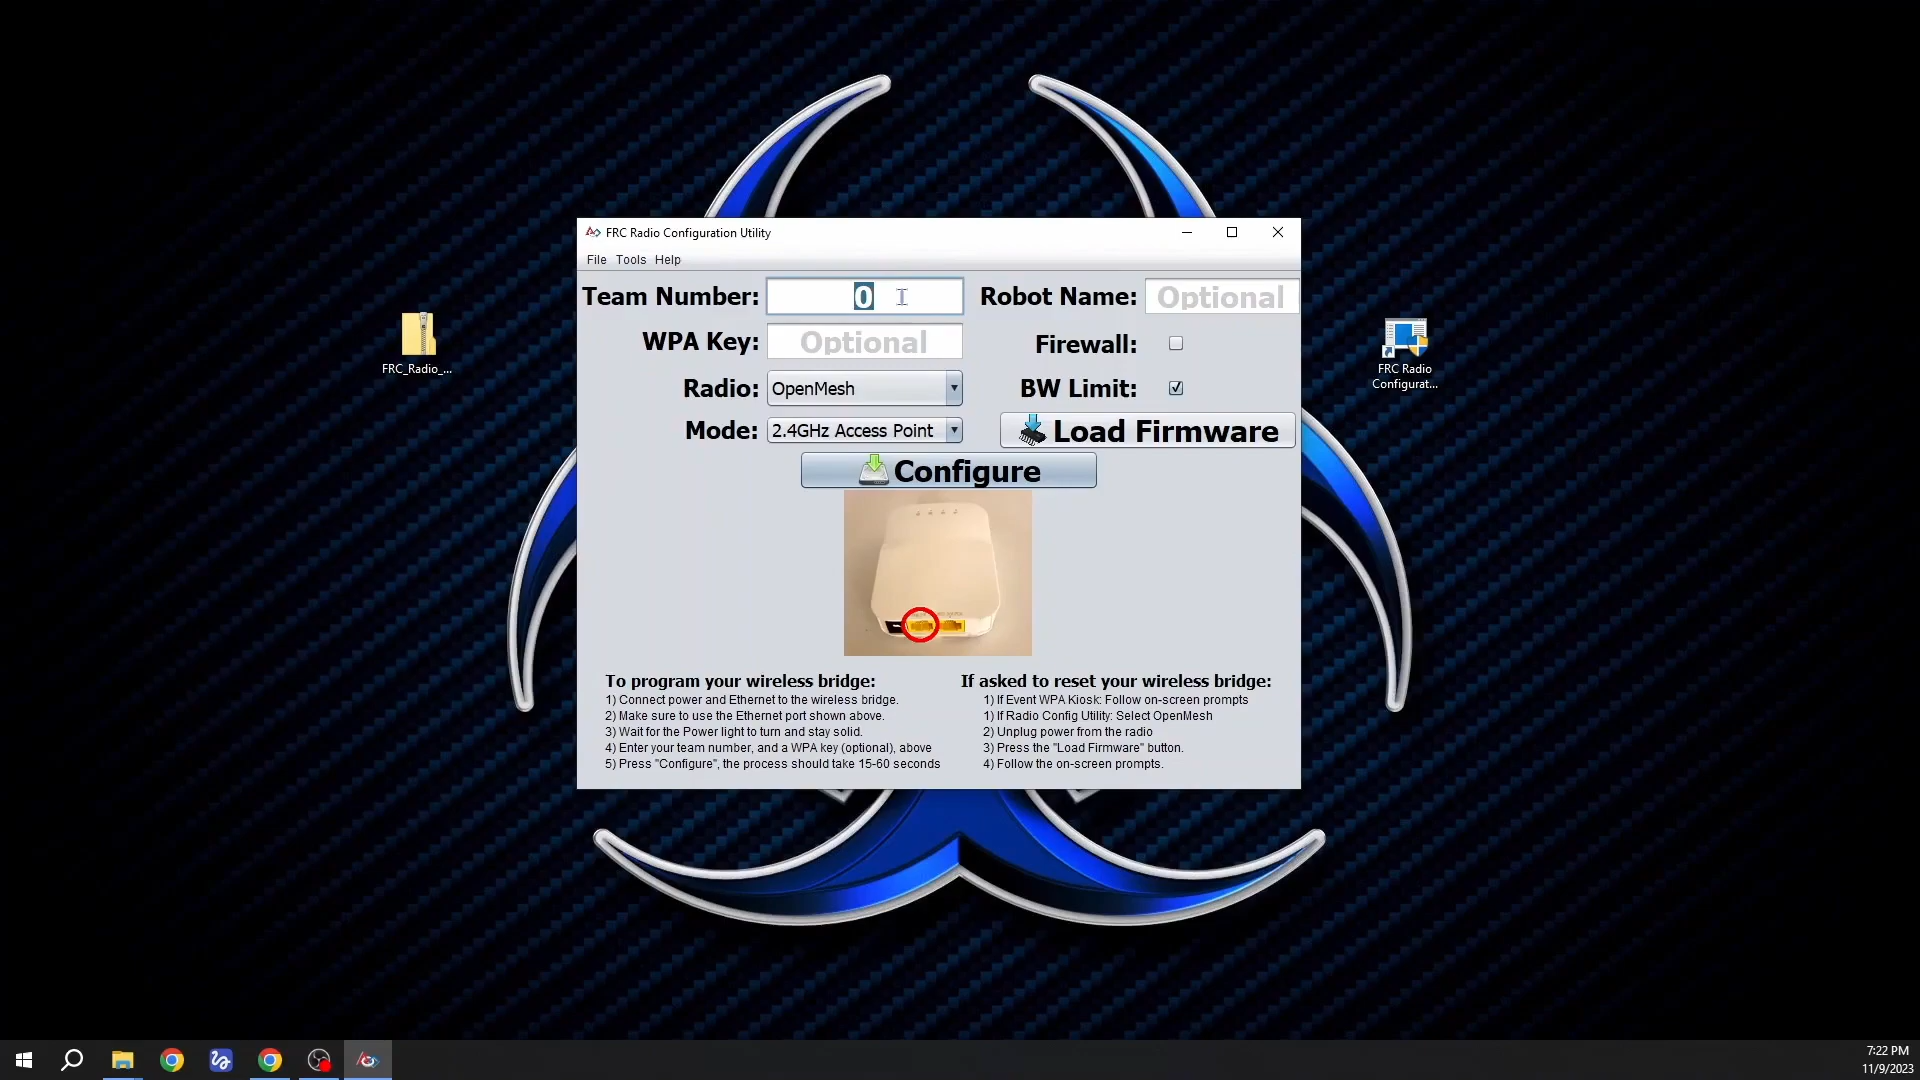 FRC Radio Configuration Utility
File Tools Help
Team Number: 0 Robot Name: Optional
WPA Key: Optional Firewall:
Radio: OpenMesh BW Limit:
Mode: 2.4GHz Access Point Load Firmware
Configure
To program your wireless bridge:
1) Connect power and Ethernet to the wireless bridge.
2) Make sure to use the Ethernet port shown above.
3) Wait for the Power light to turn and stay solid.
4) Enter your team number, and a WPA key (optional), above
5) Press "Configure", the process should take 15-60 seconds
If asked to reset your wireless bridge:
1) If Event WPA Kiosk: Follow on-screen prompts
1) If Radio Config Utility: Select OpenMesh
2) Unplug power from the radio
3) Press the "Load Firmware" button.
4) Follow the on-screen prompts.
FRC_Radio_...
FRC Radio
Configurat...
7:22 PM
11/9/2023